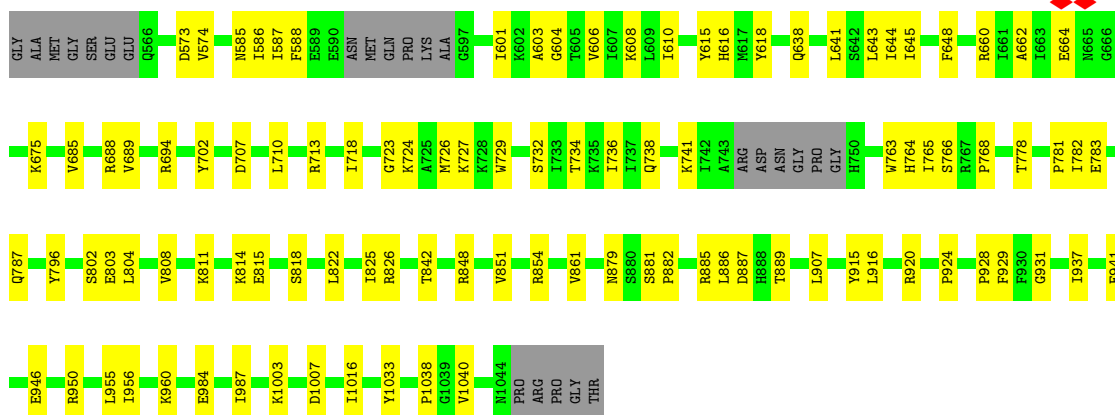 GLY ALA MET GLY SER GLU GLU Q566 D573 V574 N585 I586 I587 F588 E589 E590 ASN MET GLN PRO LYS ALA G597 I601 K602 A603 G604 T605 V606 I607 K608 L609 I610 Y615 H616 M617 Y618 Q638 L641 S642 L643 I644 I645 F648 R660 I661 A662 I663 E664 N665 G666
K675 V685 R688 V689 R694 Y702 D707 L710 R713 I718 G723 K724 A725 M726 K727 K728 W729 S732 I733 T734 K735 I736 I737 Q738 K741 I742 A743 ARG ASP ASN GLY PRO GLY H750 W763 H764 I765 S766 R767 P768 T778 P781 I782 E783
Q787 Y796 S802 E803 L804 V808 K811 K814 E815 S818 L822 I825 R826 T842 R848 V851 R854 V861 N879 S880 S881 P882 R885 L886 D887 H888 T889 L907 Y915 L916 R920 P924 P928 F929 F930 G931 I937
E946 R950 L955 I956 K960 E984 I987 K1003 D1007 I1016 Y1033 P1038 G1039 V1040 N1044 PRO ARG PRO GLY THR